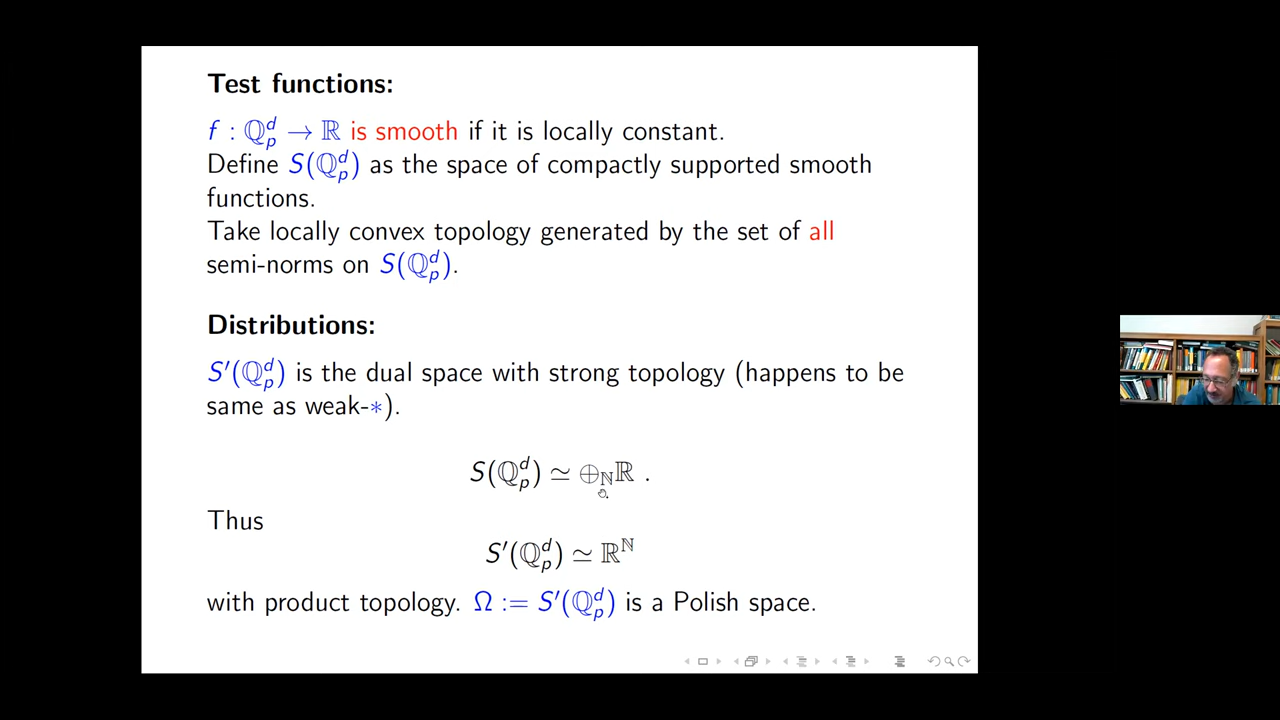 Test functions:
f : ℚ_p^d → ℝ is smooth if it is locally constant.
Define S(ℚ_p^d) as the space of compactly supported smooth
functions.
Take locally convex topology generated by the set of all
semi-norms on S(ℚ_p^d).
Distributions:
S′(ℚ_p^d) is the dual space with strong topology (happens to be
same as weak-∗).
S(ℚ_p^d) ≃ ⊕_ℕ ℝ .
Thus
S′(ℚ_p^d) ≃ ℝ^ℕ
with product topology. Ω := S′(ℚ_p^d) is a Polish space.